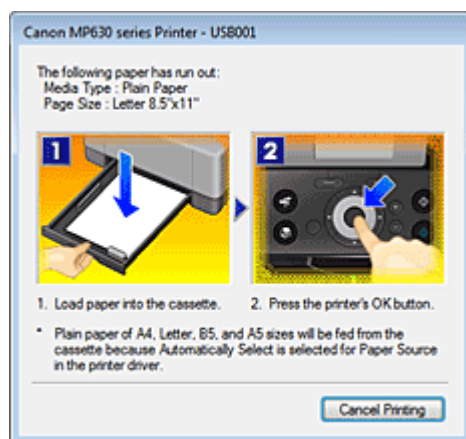 Canon MP630 series Printer - USB001
The following paper has run out:
Media Type : Plain Paper
Page Size : Letter 8.5"x11"
1
2
1. Load paper into the cassette.
2. Press the printer's OK button.
* Plain paper of A4, Letter, B5, and A5 sizes will be fed from the
cassette because Automatically Select is selected for Paper Source
in the printer driver.
Cancel Printing